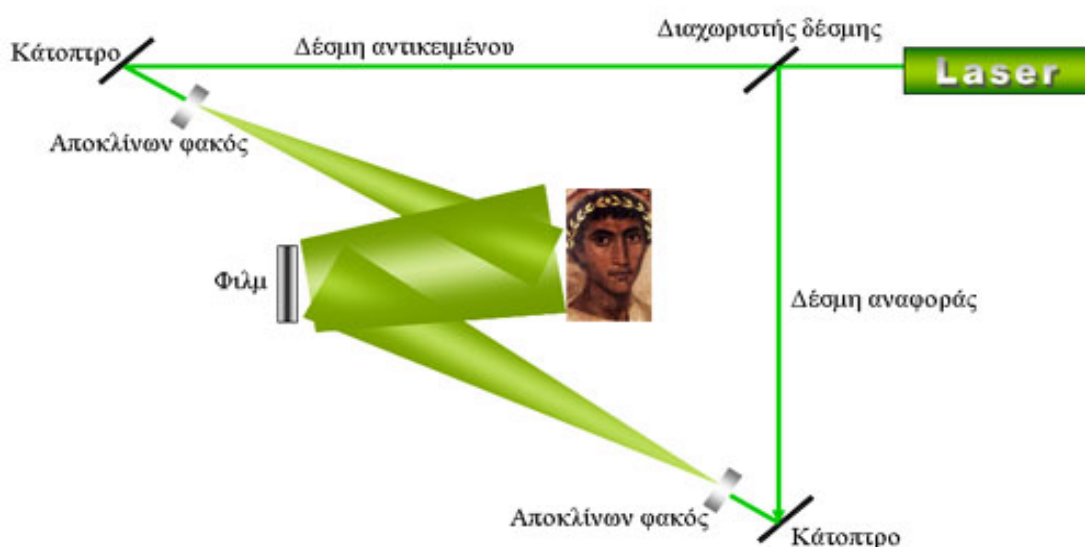 Διαχωριστής δέσμης
Κάτοπτρο
Δέσμη αντικειμένου
Laser
Αποκλίνων φακός
Φιλμ
Δέσμη αναφοράς
Αποκλίνων φακός
Κάτοπτρο